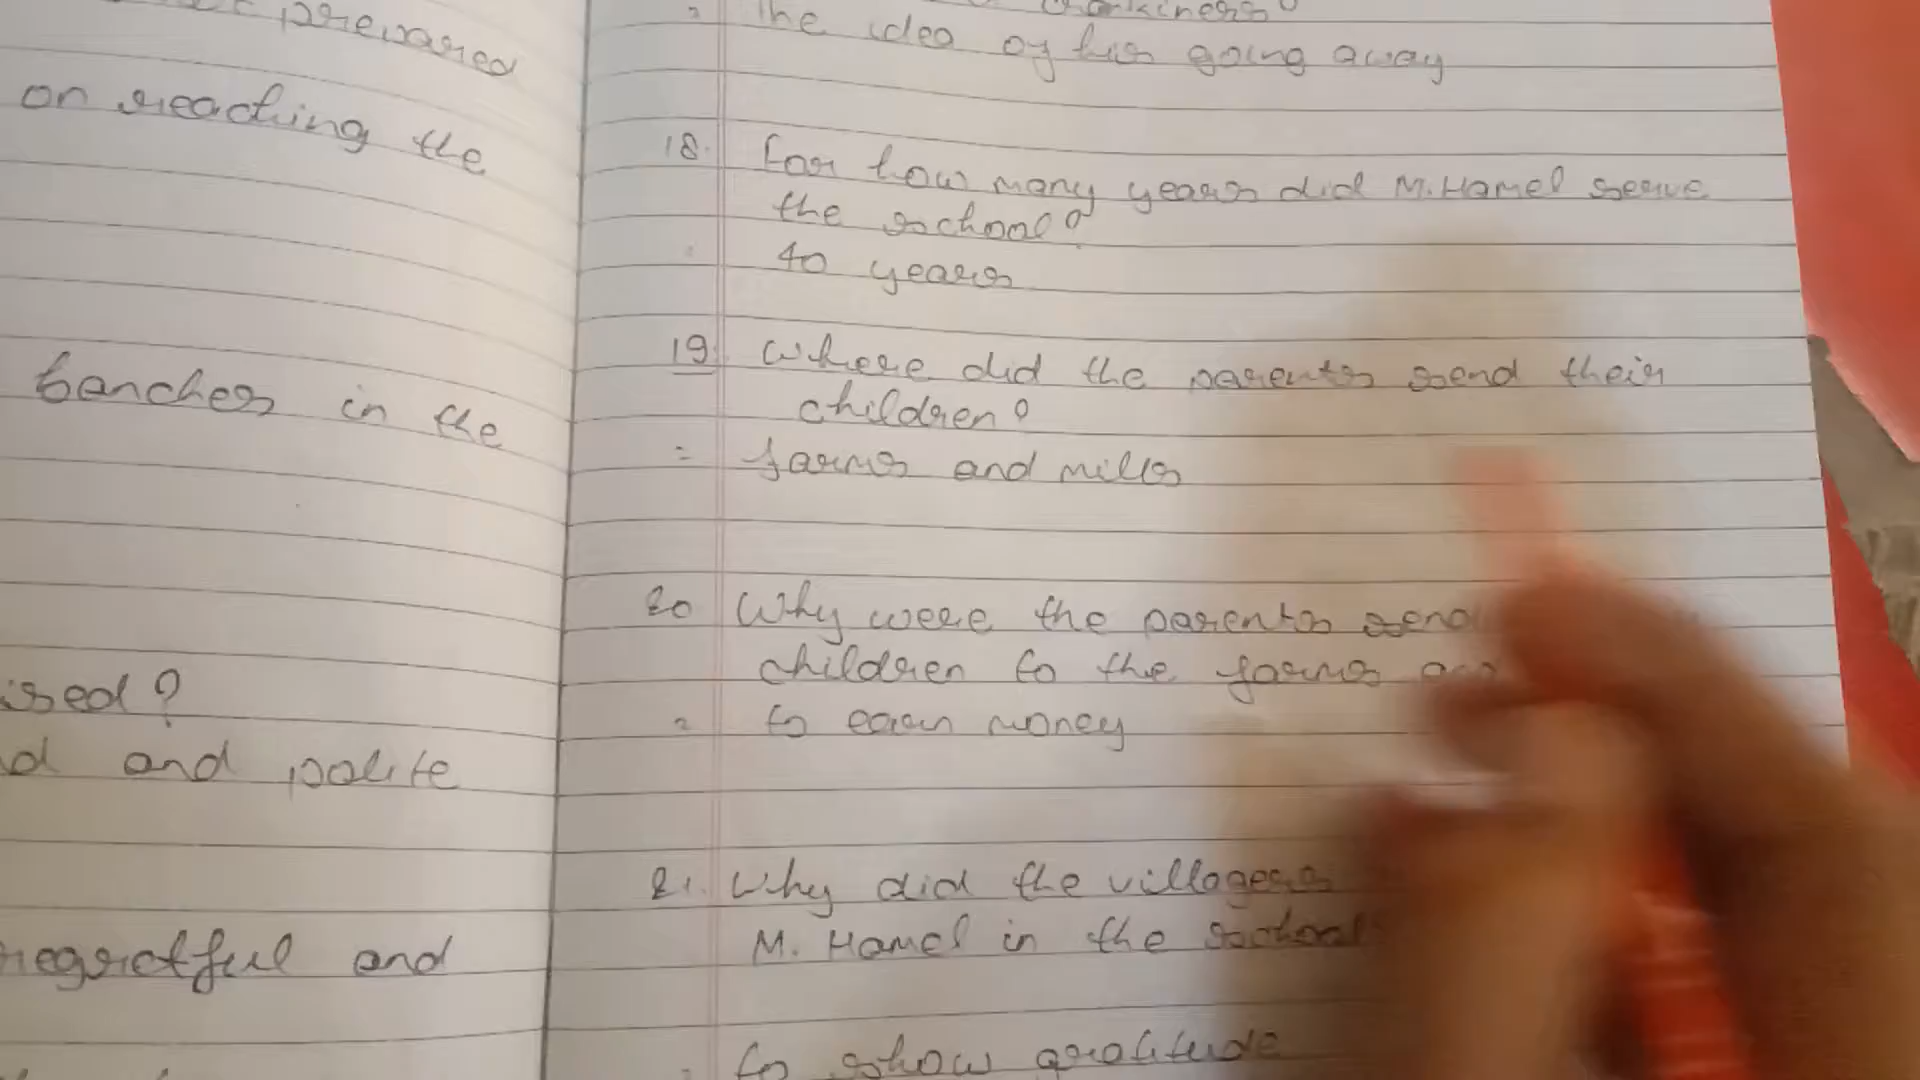 prepared
on reaching the
benches in the
ised?
d and polite
regretful and
the idea of his going away
18. For how many years did M. Hamel serve
the school?
40 years
19. Where did the parents send their
children?
= farms and mills
20 Why were the parents send
children to the farms
= to earn money
21. Why did the villagers
M. Hamel in the school
to show gratitude